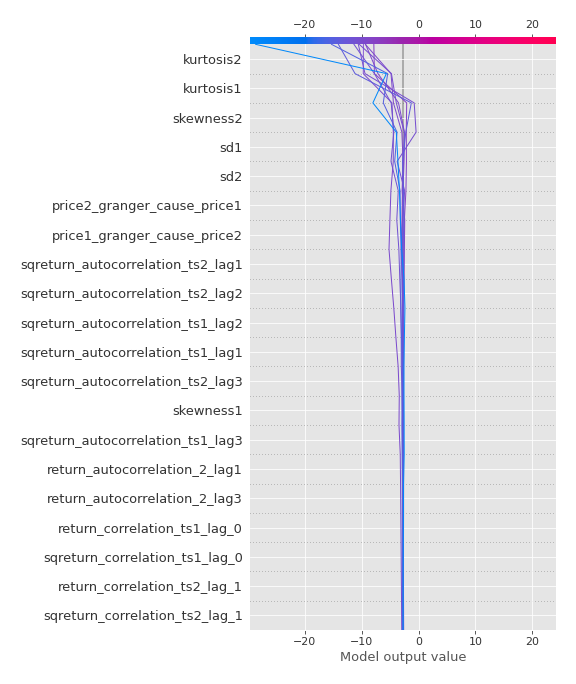 −20 −10 0 10 20
kurtosis2
kurtosis1
skewness2
sd1
sd2
price2_granger_cause_price1
price1_granger_cause_price2
sqreturn_autocorrelation_ts2_lag1
sqreturn_autocorrelation_ts2_lag2
sqreturn_autocorrelation_ts1_lag2
sqreturn_autocorrelation_ts1_lag1
sqreturn_autocorrelation_ts2_lag3
skewness1
sqreturn_autocorrelation_ts1_lag3
return_autocorrelation_2_lag1
return_autocorrelation_2_lag3
return_correlation_ts1_lag_0
sqreturn_correlation_ts1_lag_0
return_correlation_ts2_lag_1
sqreturn_correlation_ts2_lag_1
−20 −10 0 10 20
Model output value